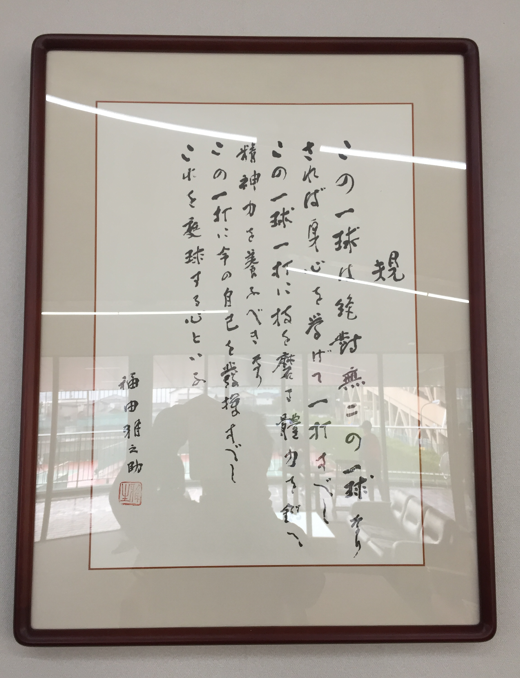 規
この一球は絶對無二の一球なり
されば身心を挙げて一打すべし
この一球一打に技を磨き體力を鍛へ
精神力を養ふべきなり
この一打に今の自己を發揮すべし
これを庭球する心といふ
福田雅之助